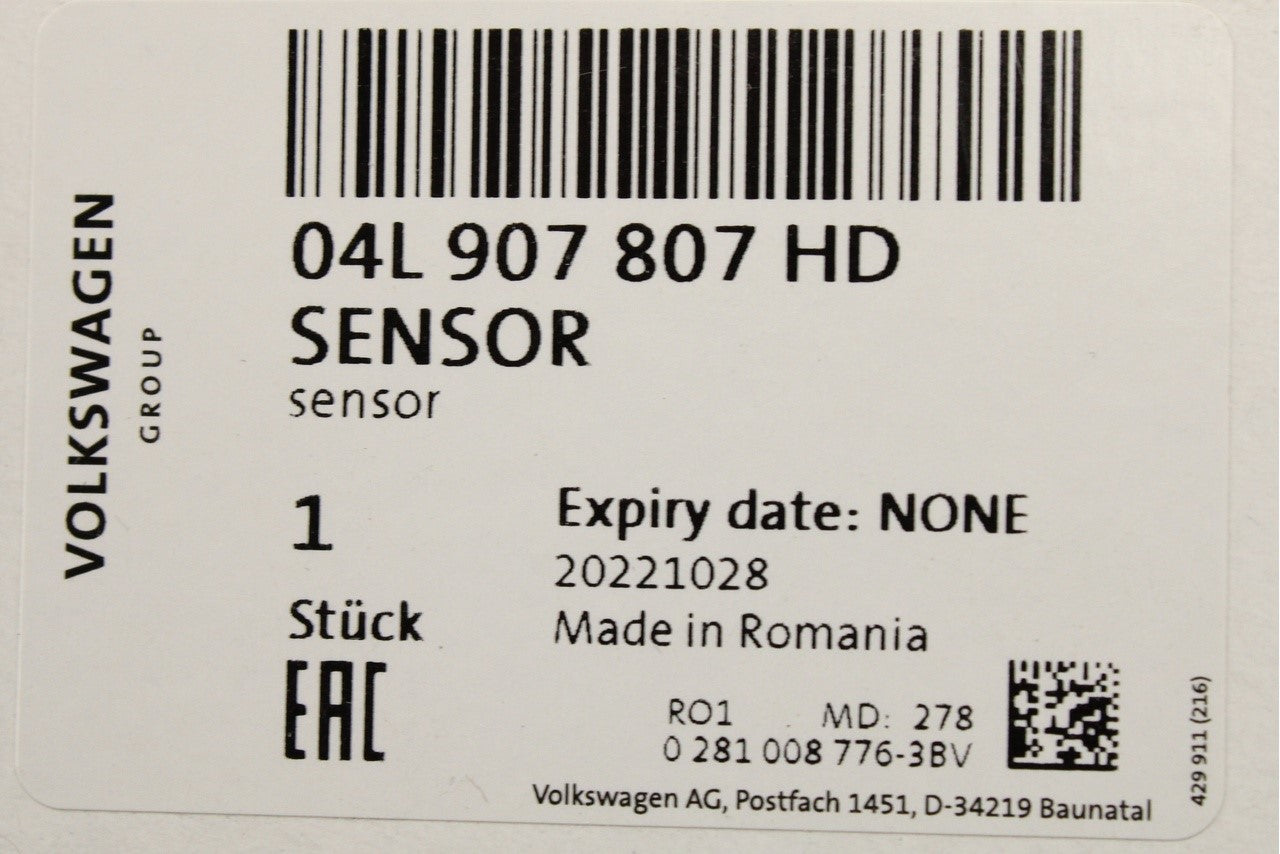 VOLKSWAGEN
GROUP
04L 907 807 HD
SENSOR
sensor
1
Stück
EAC
Expiry date: NONE
20221028
Made in Romania
RO1 MD: 278
0 281 008 776-3BV
Volkswagen AG, Postfach 1451, D-34219 Baunatal
429 911 (216)